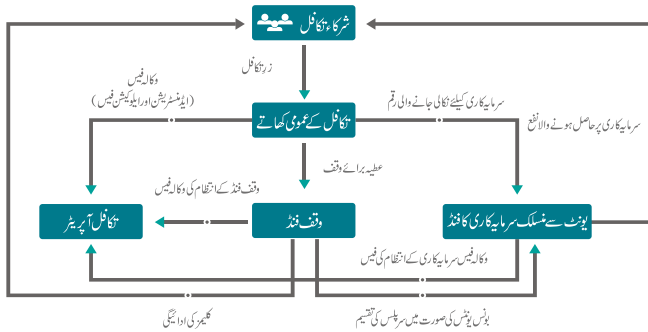 شرکاء تکافل
زرِ تکافل
وکالہ فیس
(ایڈمنسٹریشن اور ایلوکیشن فیس)
تکافل کے عمومی کھاتے
سرمایہ کاری کیلئے نکالی جانے والی رقم
سرمایہ کاری پر حاصل ہونے والا نفع
عطیہ برائے وقف
وقف فنڈ کے انتظام کی وکالہ فیس
تکافل آپریٹر
وقف فنڈ
یونٹ سے منسلک سرمایہ کاری کا فنڈ
وکالہ فیس سرمایہ کاری کے انتظام کی فیس
کلیمز کی ادائیگی
بونس یونٹس کی صورت میں سرپلس کی تقسیم